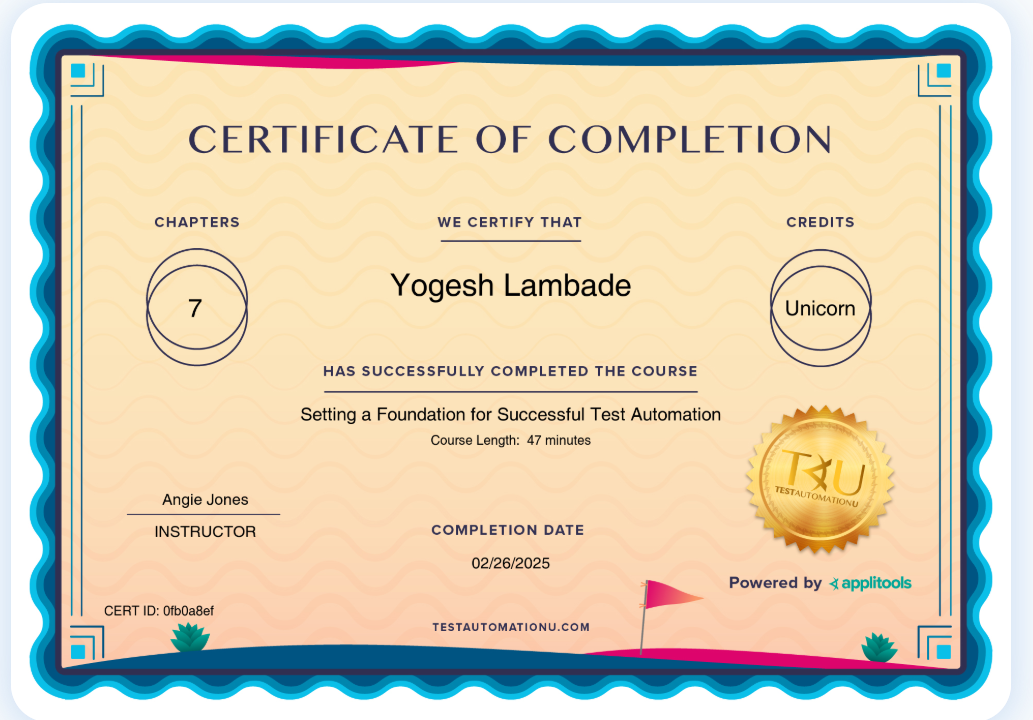 CERTIFICATE OF COMPLETION
CHAPTERS
7
WE CERTIFY THAT
Yogesh Lambade
CREDITS
Unicorn
HAS SUCCESSFULLY COMPLETED THE COURSE
Setting a Foundation for Successful Test Automation
Course Length: 47 minutes
TAU
TESTAUTOMATIONU
Angie Jones
INSTRUCTOR
COMPLETION DATE
02/26/2025
Powered by applitools
CERT ID: 0fb0a8ef
TESTAUTOMATIONU.COM